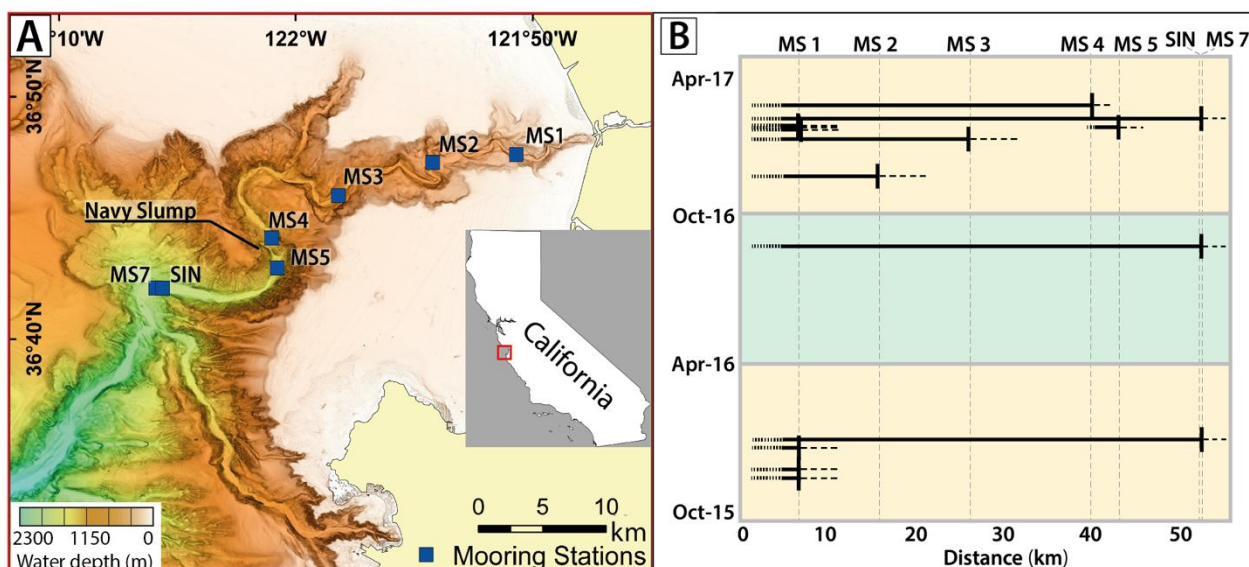 A
°10'W
122°W
121°50'W
36°50'N
36°40'N
MS1
MS2
MS3
Navy Slump
MS4
MS5
MS7 SIN
California
0 5 10
km
2300 1150 0
Water depth (m)
Mooring Stations
B
MS 1 MS 2 MS 3 MS 4 MS 5 SIN MS 7
Apr-17
Oct-16
Apr-16
Oct-15
0 10 20 30 40 50
Distance (km)